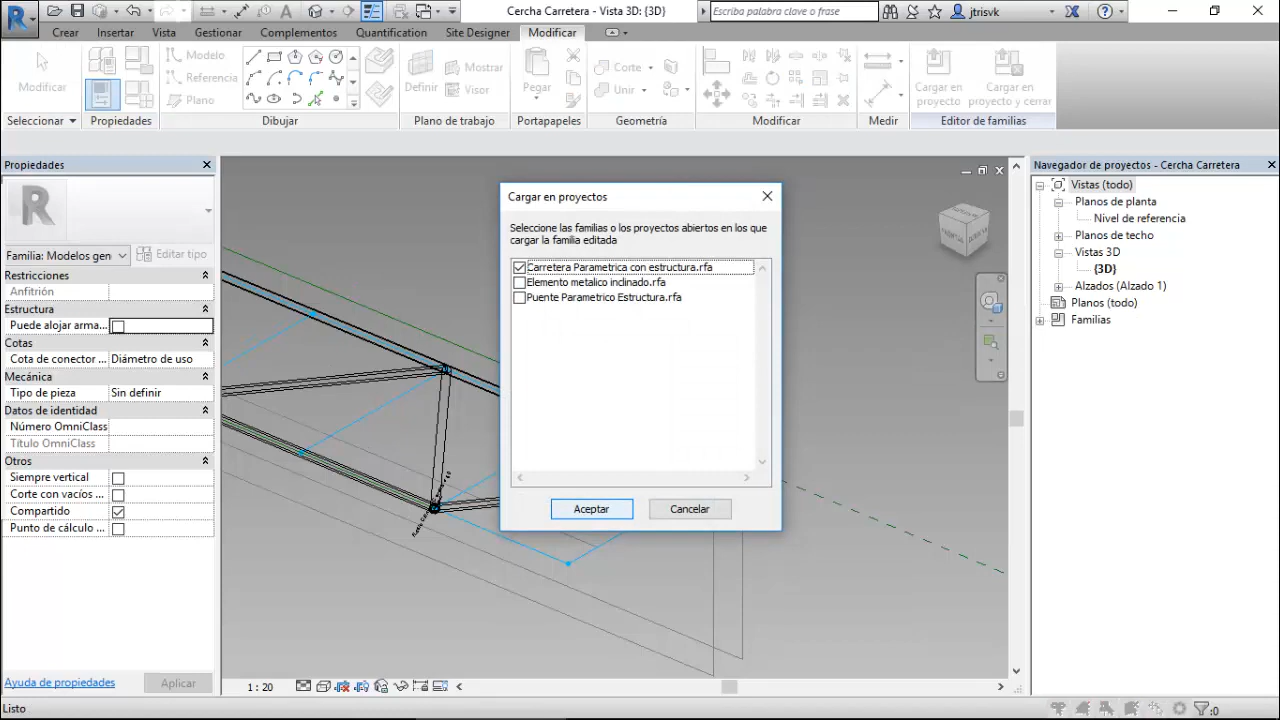 Cercha Carretera - Vista 3D: {3D}
Escriba palabra clave o frase
jtrisvk
Crear Insertar Vista Gestionar Complementos Quantification Site Designer Modificar
Modificar
Modelo
Referencia
Plano
Definir
Mostrar
Visor
Pegar
Corte
Unir
Cargar en proyecto
Cargar en proyecto y cerrar
Seleccionar Propiedades Dibujar Plano de trabajo Portapapeles Geometría Modificar Medir Editor de familias
Propiedades
Familia: Modelos gen
Editar tipo
Restricciones
Anfitrión
Estructura
Puede alojar arma...
Cotas
Cota de conector ... Diámetro de uso
Mecánica
Tipo de pieza Sin definir
Datos de identidad
Número OmniClass
Título OmniClass
Otros
Siempre vertical
Corte con vacíos ...
Compartido
Punto de cálculo ...
Ayuda de propiedades
Aplicar
Cargar en proyectos
Seleccione las familias o los proyectos abiertos en los que
cargar la familia editada
Carretera Parametrica con estructura.rfa
Elemento metalico inclinado.rfa
Puente Parametrico Estructura.rfa
Aceptar Cancelar
1 : 20
Navegador de proyectos - Cercha Carretera
Vistas (todo)
Planos de planta
Nivel de referencia
Planos de techo
Vistas 3D
{3D}
Alzados (Alzado 1)
Planos (todo)
Familias
Listo
:0